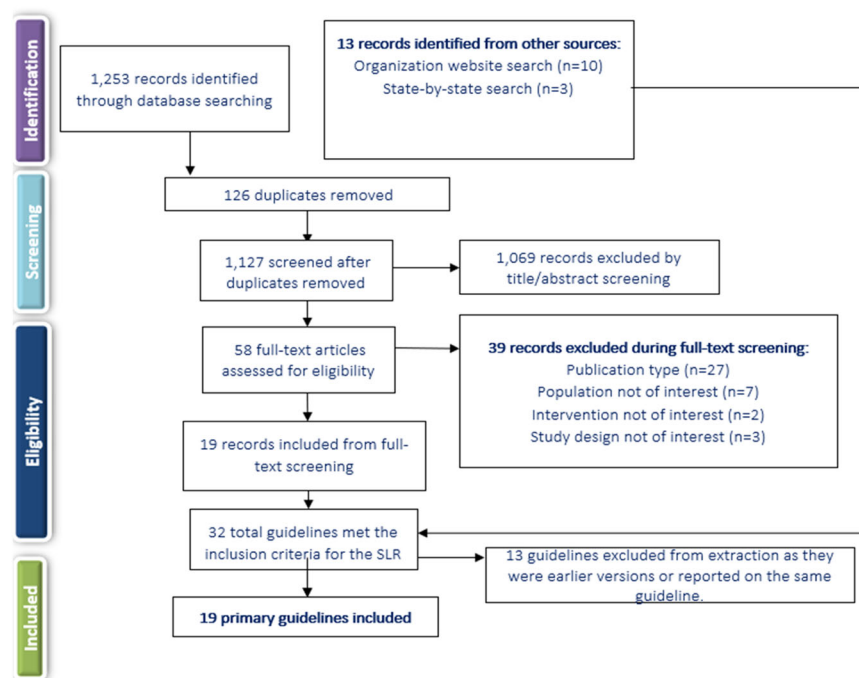 Identification
1,253 records identified
through database searching
13 records identified from other sources:
Organization website search (n=10)
State-by-state search (n=3)
Screening
126 duplicates removed
1,127 screened after
duplicates removed
1,069 records excluded by
title/abstract screening
Eligibility
58 full-text articles
assessed for eligibility
39 records excluded during full-text screening:
Publication type (n=27)
Population not of interest (n=7)
Intervention not of interest (n=2)
Study design not of interest (n=3)
19 records included from full-
text screening
32 total guidelines met the
inclusion criteria for the SLR
Included
13 guidelines excluded from extraction as they
were earlier versions or reported on the same
guideline.
19 primary guidelines included